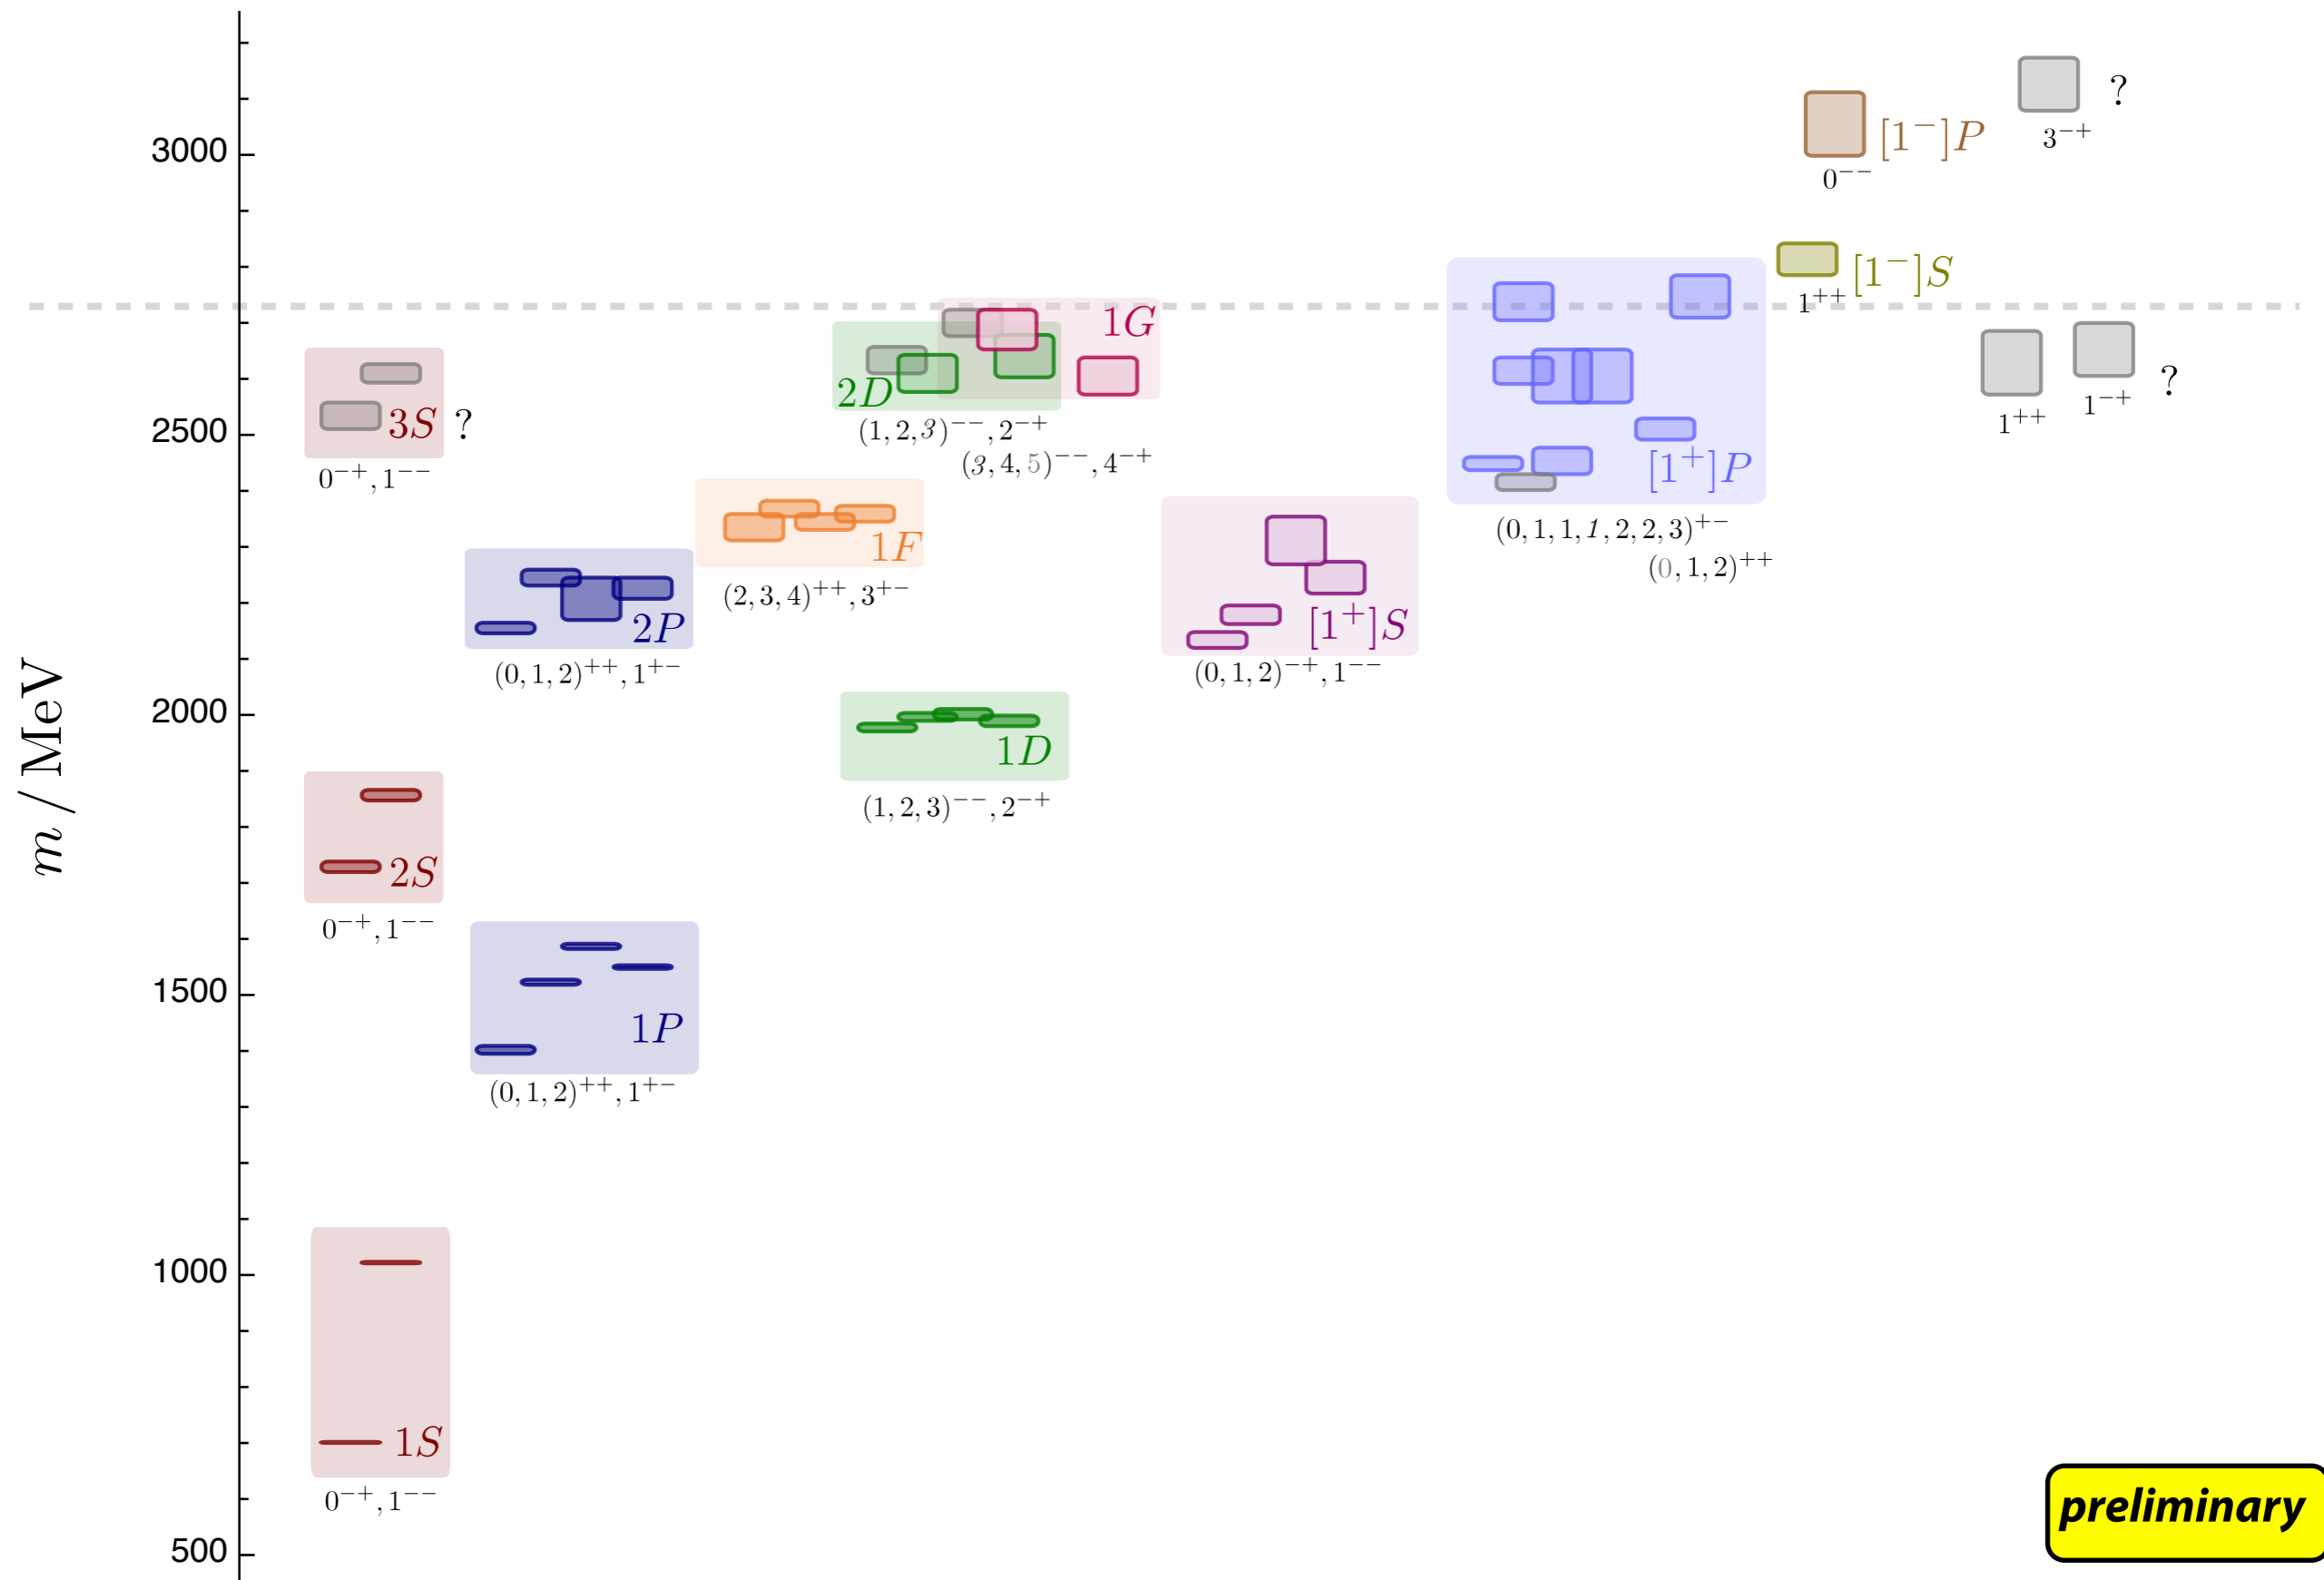 3000
[1⁻]P
?
3⁻⁺
0⁻⁻
[1⁻]S
1⁺⁺
1G
2D
3S ?
2500
(1, 2, 3)⁻⁻, 2⁻⁺
(3, 4, 5)⁻⁻, 4⁻⁺
0⁻⁺, 1⁻⁻
[1⁺]P
1⁺⁺
1⁻⁺
?
1F
(0, 1, 1, 1, 2, 2, 3)⁺⁻
(0, 1, 2)⁺⁺
(2, 3, 4)⁺⁺, 3⁺⁻
2P
[1⁺]S
(0, 1, 2)⁺⁺, 1⁺⁻
(0, 1, 2)⁻⁺, 1⁻⁻
m / MeV
2000
1D
(1, 2, 3)⁻⁻, 2⁻⁺
2S
0⁻⁺, 1⁻⁻
1500
1P
(0, 1, 2)⁺⁺, 1⁺⁻
1000
1S
0⁻⁺, 1⁻⁻
500
preliminary